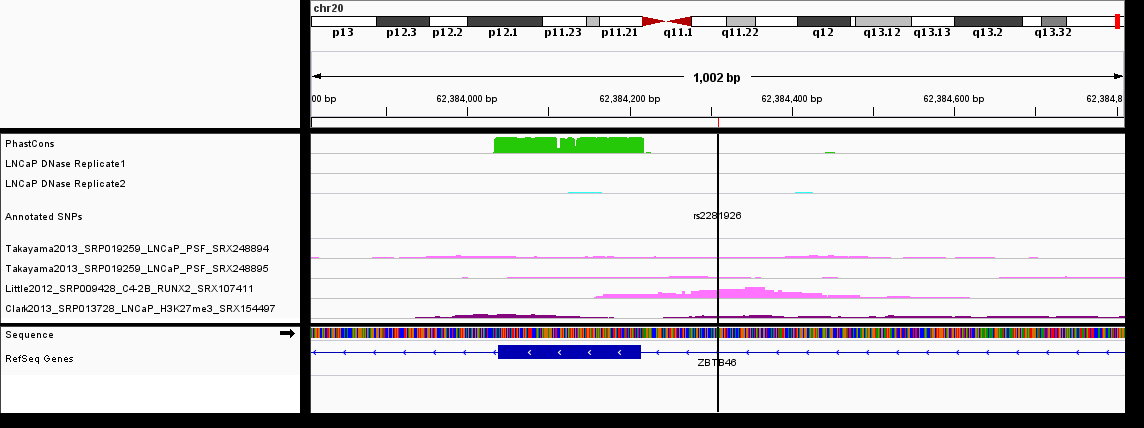 chr20
p13 p12.3 p12.2 p12.1 p11.23 p11.21 q11.1 q11.22 q12 q13.12 q13.13 q13.2 q13.32
1,002 bp
00 bp 62,384,000 bp 62,384,200 bp 62,384,400 bp 62,384,600 bp 62,384,8
PhastCons
LNCaP DNase Replicate1
LNCaP DNase Replicate2
Annotated SNPs
rs2281926
Takayama2013_SRP019259_LNCaP_PSF_SRX248894
Takayama2013_SRP019259_LNCaP_PSF_SRX248895
Little2012_SRP009428_C4-2B_RUNX2_SRX107411
Clark2013_SRP013728_LNCaP_H3K27me3_SRX154497
Sequence
RefSeq Genes
ZBTB46